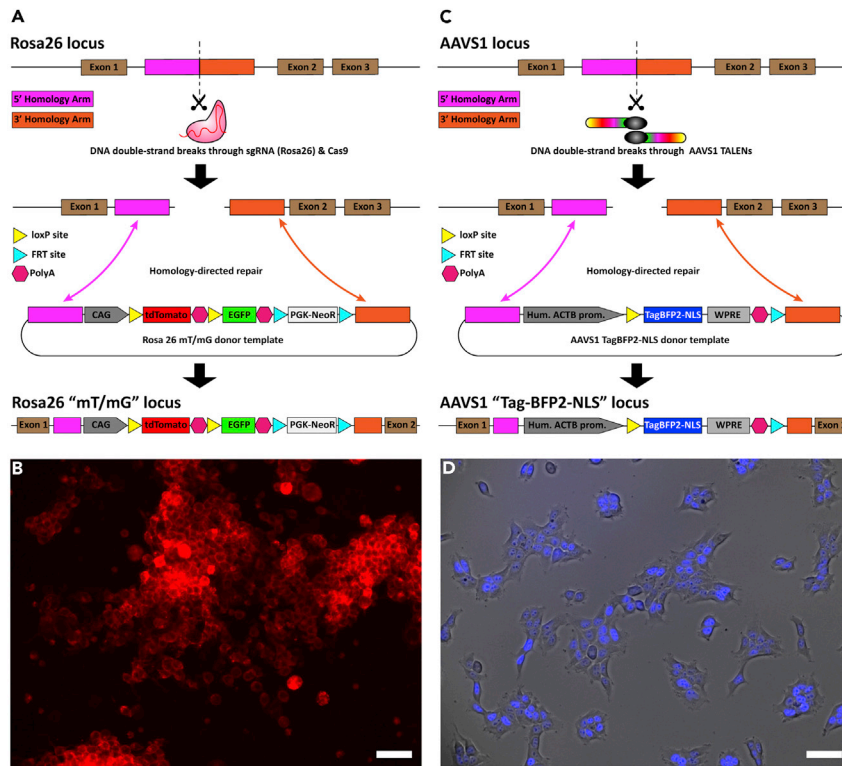 A
Rosa26 locus
Exon 1
Exon 2
Exon 3
5' Homology Arm
3' Homology Arm
DNA double-strand breaks through sgRNA (Rosa26) & Cas9
Exon 1
Exon 2
Exon 3
loxP site
FRT site
PolyA
Homology-directed repair
CAG
tdTomato
EGFP
PGK-NeoR
Rosa 26 mT/mG donor template
Rosa26 "mT/mG" locus
Exon 1
CAG
tdTomato
EGFP
PGK-NeoR
Exon 2
B
C
AAVS1 locus
Exon 1
Exon 2
Exon 3
5' Homology Arm
3' Homology Arm
DNA double-strand breaks through AAVS1 TALENs
Exon 1
Exon 2
Exon 3
loxP site
FRT site
PolyA
Homology-directed repair
Hum. ACTB prom.
TagBFP2-NLS
WPRE
AAVS1 TagBFP2-NLS donor template
AAVS1 "Tag-BFP2-NLS" locus
Exon 1
Hum. ACTB prom.
TagBFP2-NLS
WPRE
Exon
D